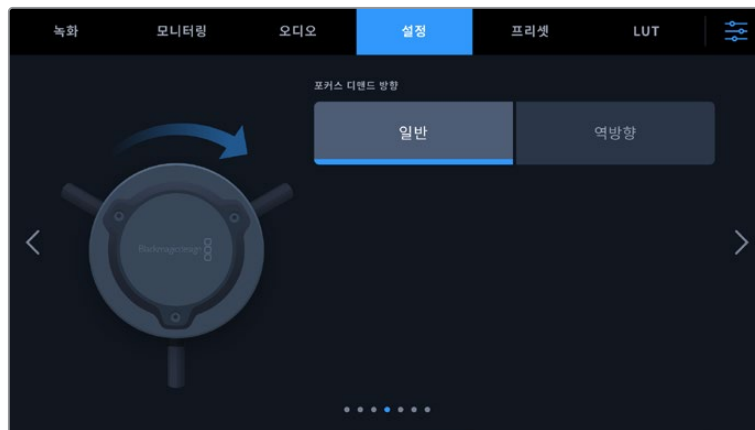 녹화 모니터링 오디오 설정 프리셋 LUT
포커스 디맨드 방향
일반 역방향
Blackmagicdesign